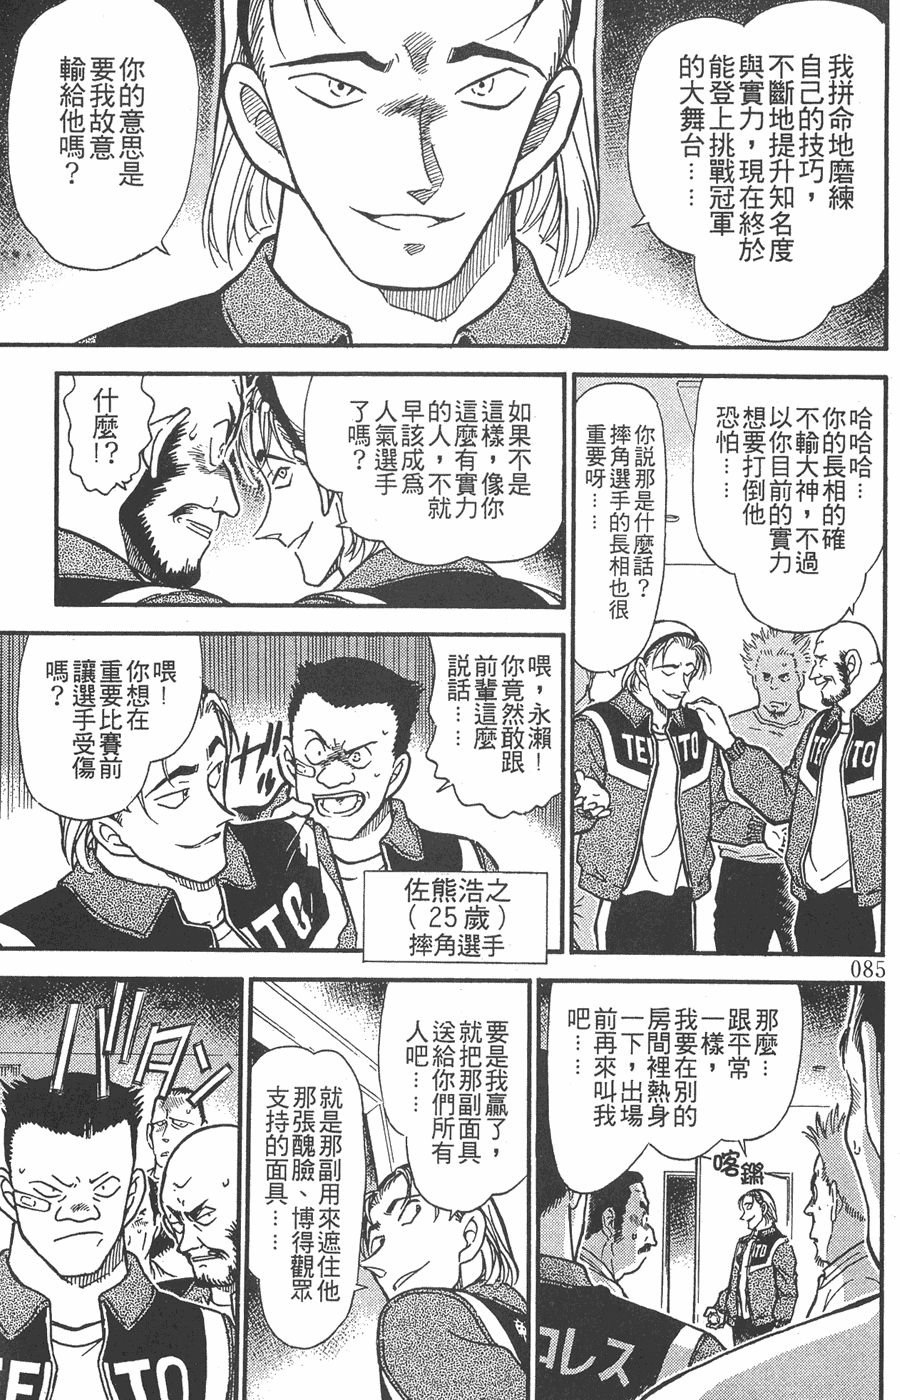 我拼命地磨練
自己的技巧，
不斷地提升知名度
與實力，現在終於
能登上挑戰冠軍
的大舞台……
你的意思是
要我故意
輸給他嗎？
哈哈哈…
你的長相的確
不輸大神，不過
以你目前的實力
想要打倒他
恐怕……
你說那是什麼話？
摔角選手的長相也很
重要呀……
如果不是
這樣，像你
這麼有實力
的人，不就
早該成為
人氣選手
了嗎？
什麼!?
TE
TO
TO
喂，永瀨！
你竟然敢跟
前輩這麼
說話……
喂！
你想在
重要比賽前
讓選手受傷
嗎？
TO
佐熊浩之
（25歲）
摔角選手
085
那麼…
跟平常
一樣，
我要在別的
房間裡熱身
一下，出場
前再來叫我
吧……
喀鏘
TO
ロレス
要是我贏了，
就把那副面具
送給你們所有
人吧……
就是那副用來遮住他
那張醜臉、博得觀眾
支持的面具……
TE
TO